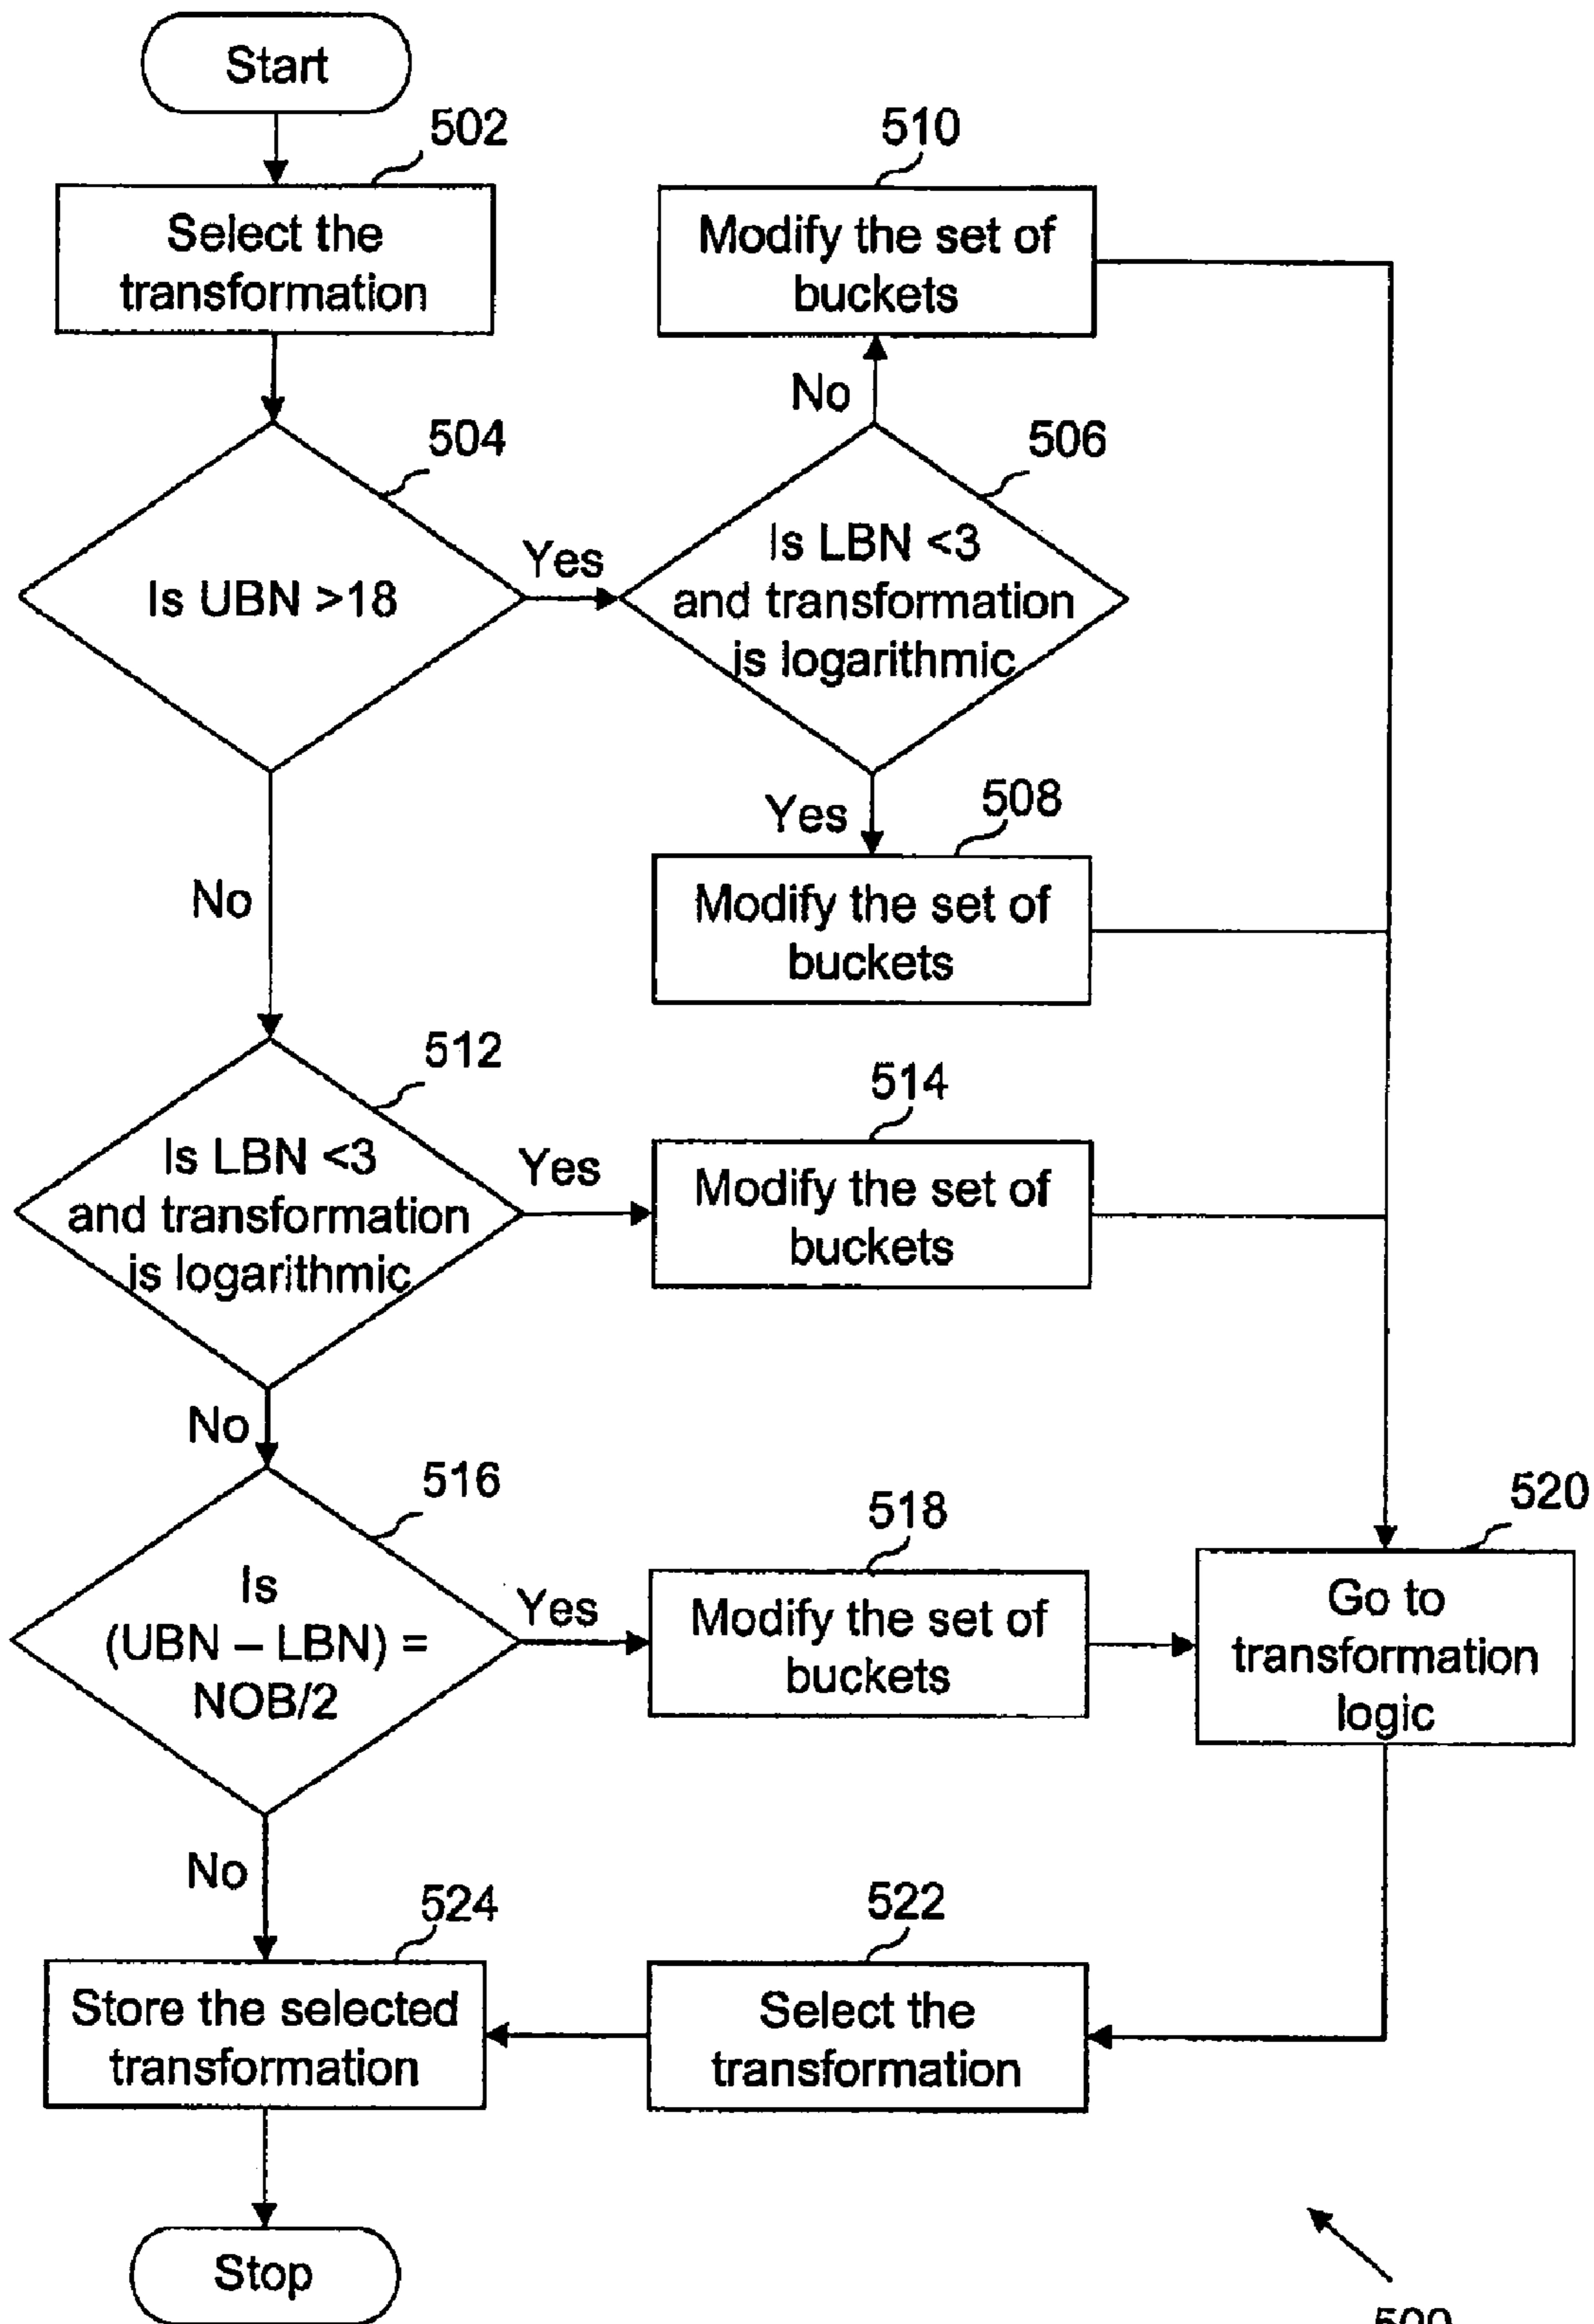 Start
502
Select the
transformation
510
Modify the set of
buckets
No
504
Is UBN >18
Yes
506
Is LBN <3
and transformation
is logarithmic
Yes
508
Modify the set of
buckets
No
512
Is LBN <3
and transformation
is logarithmic
Yes
514
Modify the set of
buckets
No
516
Is
(UBN – LBN) =
NOB/2
Yes
518
Modify the set of
buckets
520
Go to
transformation
logic
No
524
Store the selected
transformation
522
Select the
transformation
Stop
500